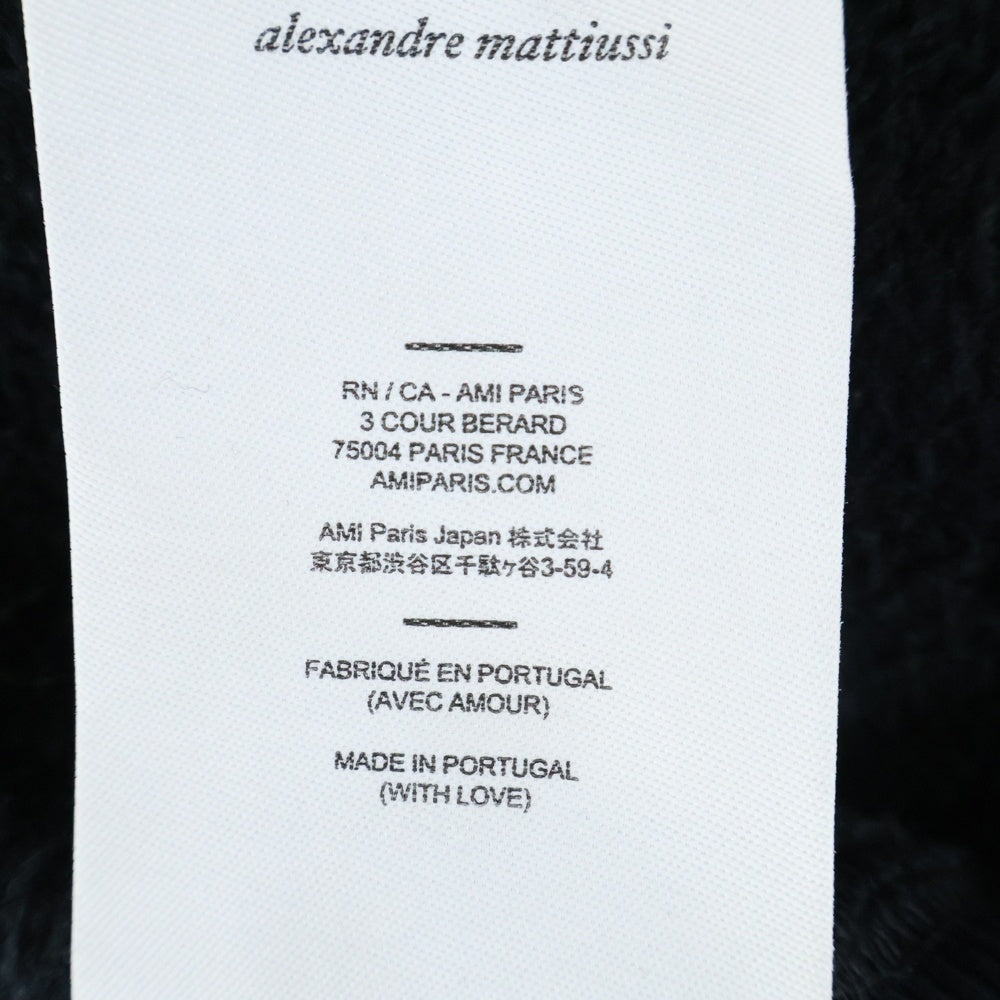 alexandre mattiussi
RN / CA - AMI PARIS
3 COUR BERARD
75004 PARIS FRANCE
AMIPARIS.COM
AMI Paris Japan 株式会社
東京都渋谷区千駄ヶ谷3-59-4
FABRIQUÉ EN PORTUGAL
(AVEC AMOUR)
MADE IN PORTUGAL
(WITH LOVE)